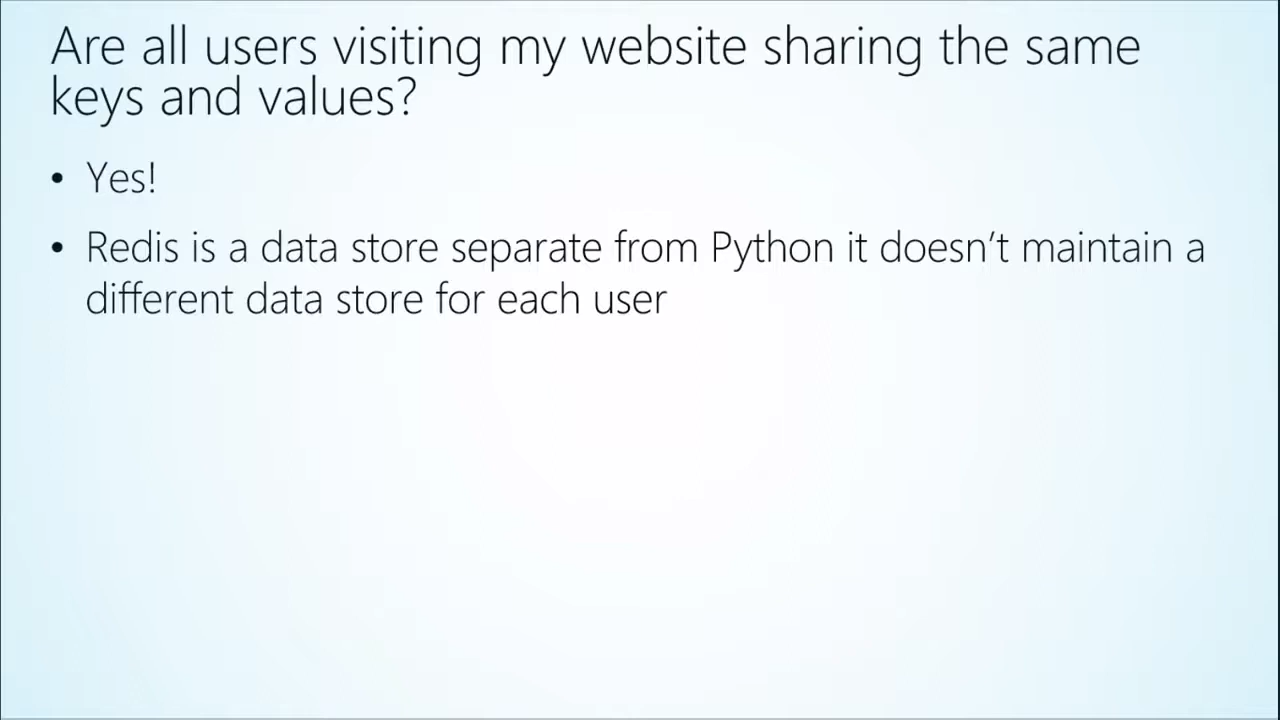 Are all users visiting my website sharing the same
keys and values?
• Yes!
• Redis is a data store separate from Python it doesn’t maintain a
different data store for each user